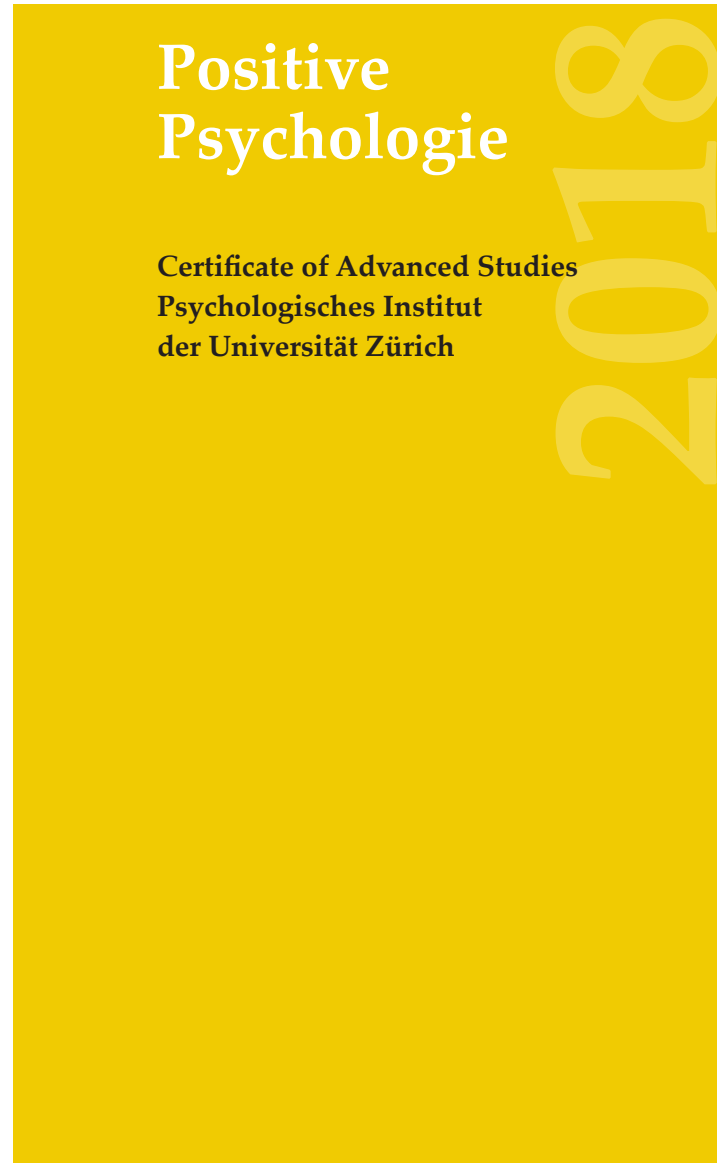 Positive
Psychologie
Certificate of Advanced Studies
Psychologisches Institut
der Universität Zürich
2018